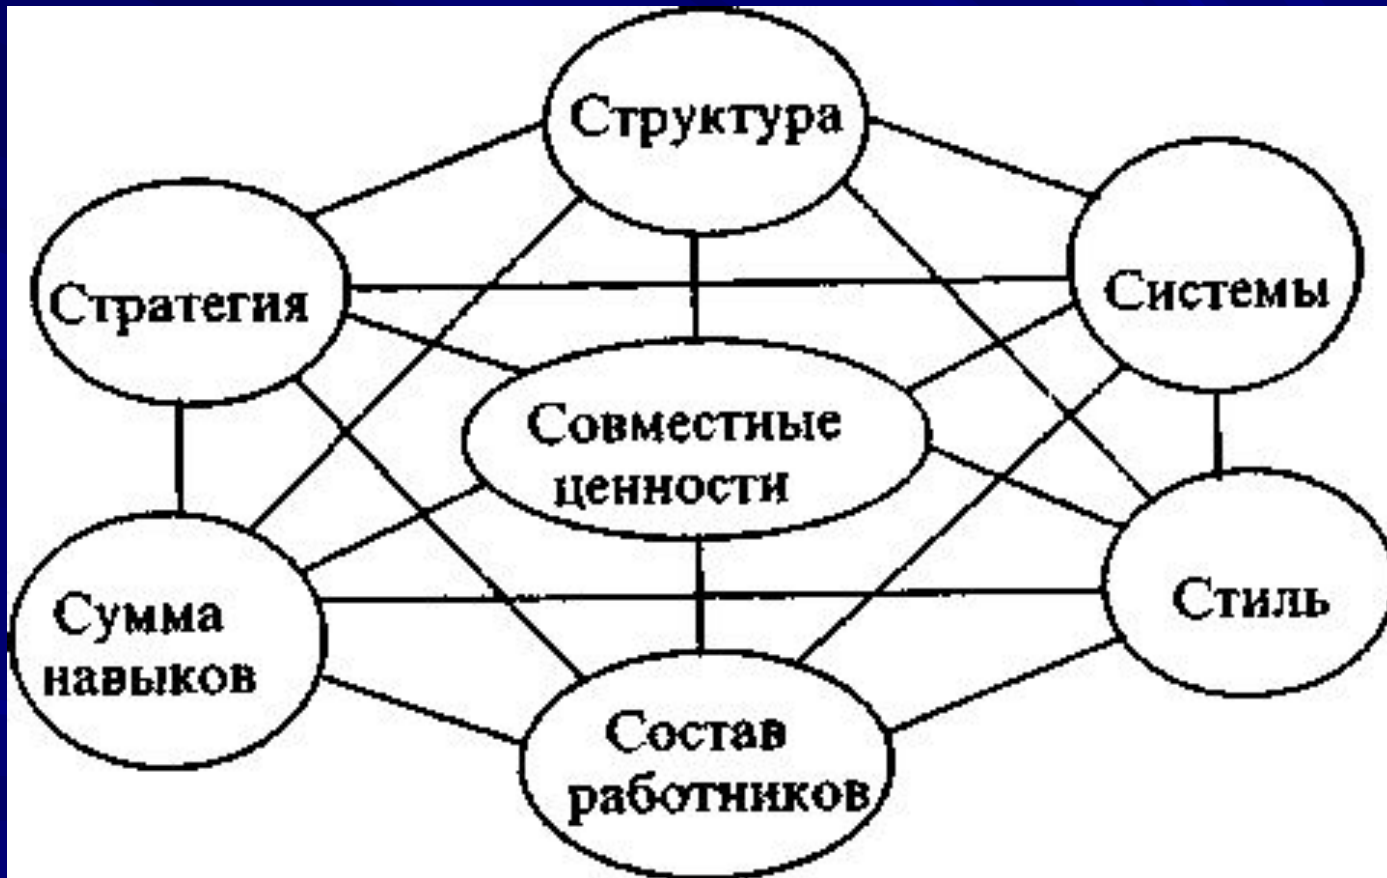 Структура
Стратегия
Системы
Совместные
ценности
Сумма
навыков
Стиль
Состав
работников